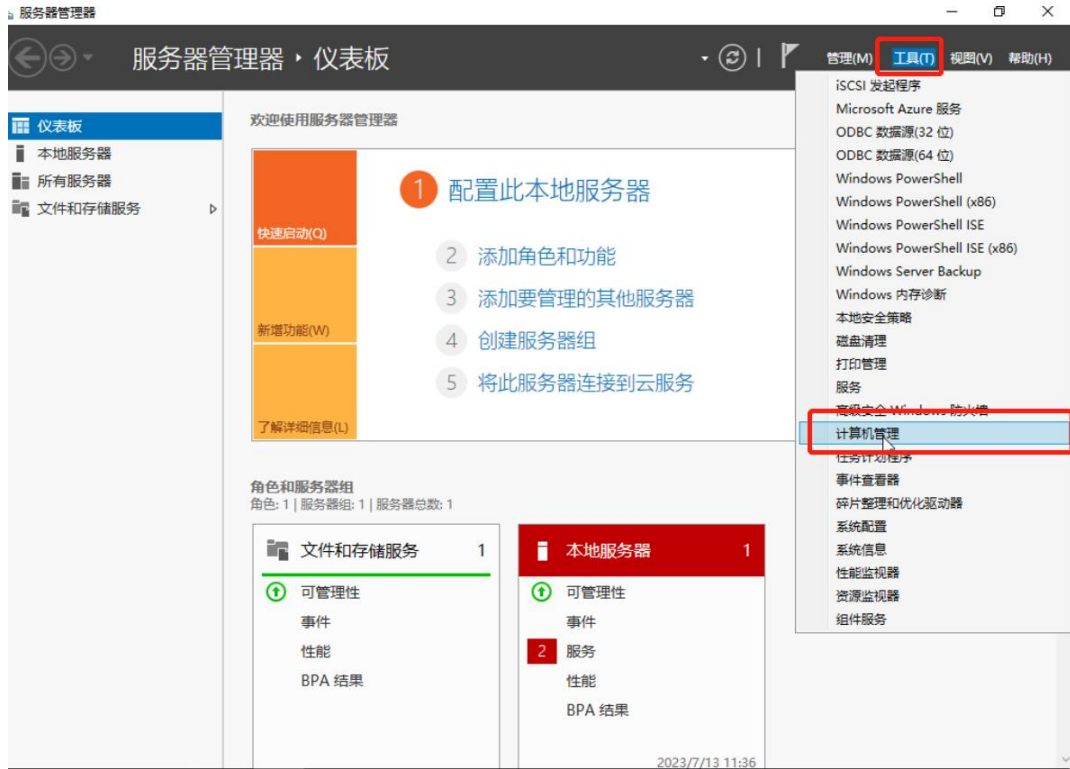 服务器管理器
服务器管理器 · 仪表板
管理(M) 工具(T) 视图(V) 帮助(H)
仪表板
本地服务器
所有服务器
文件和存储服务
欢迎使用服务器管理器
快速启动(Q)
新增功能(W)
了解详细信息(L)
1 配置此本地服务器
2 添加角色和功能
3 添加要管理的其他服务器
4 创建服务器组
5 将此服务器连接到云服务
角色和服务器组
角色: 1 | 服务器组: 1 | 服务器总数: 1
文件和存储服务 1
可管理性
事件
性能
BPA 结果
本地服务器 1
可管理性
事件
2 服务
性能
BPA 结果
2023/7/13 11:36
iSCSI 发起程序
Microsoft Azure 服务
ODBC 数据源(32 位)
ODBC 数据源(64 位)
Windows PowerShell
Windows PowerShell (x86)
Windows PowerShell ISE
Windows PowerShell ISE (x86)
Windows Server Backup
Windows 内存诊断
本地安全策略
磁盘清理
打印管理
服务
高级安全 Windows 防火墙
计算机管理
任务计划程序
事件查看器
碎片整理和优化驱动器
系统配置
系统信息
性能监视器
资源监视器
组件服务